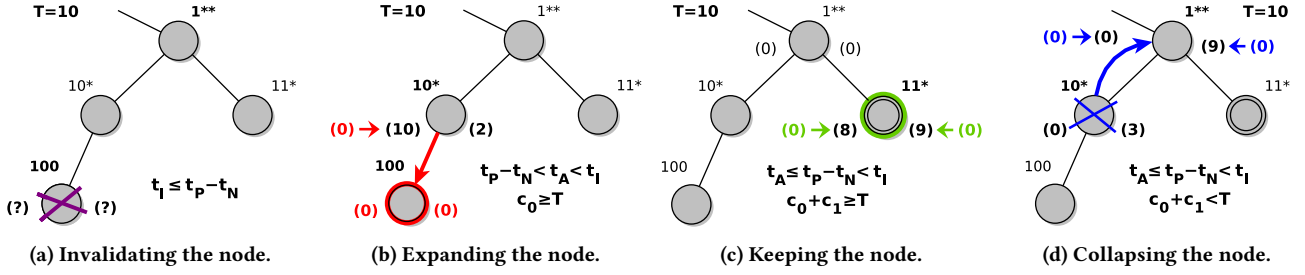 T=10
1**
10*
11*
100
(?)
(?)
t_I ≤ t_P − t_N
(a) Invalidating the node.
T=10
1**
10*
11*
(0) → (10)
(2)
100
(0)
(0)
t_P − t_N < t_A < t_I
c_0 ≥ T
(b) Expanding the node.
1**
(0)
(0)
10*
11*
(0) → (8)
(9) ← (0)
100
t_A ≤ t_P − t_N < t_I
c_0 + c_1 ≥ T
(c) Keeping the node.
1**
T=10
(0) → (0)
(9) ← (0)
10*
11*
(0)
(3)
100
t_A ≤ t_P − t_N < t_I
c_0 + c_1 < T
(d) Collapsing the node.